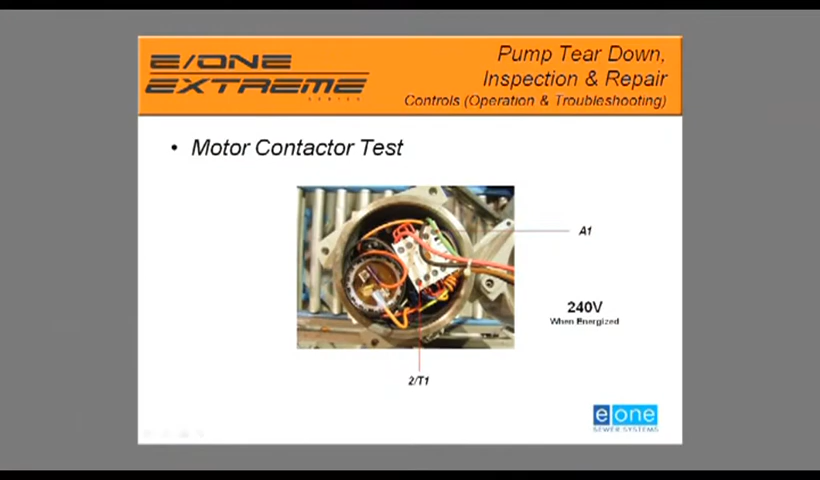 E/ONE
EXTREME
SERIES
Pump Tear Down,
Inspection & Repair
Controls (Operation & Troubleshooting)
• Motor Contactor Test
A1
240V
When Energized
2/T1
e one
SEWER SYSTEMS